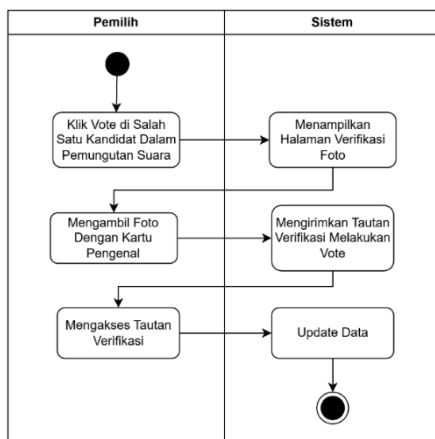 Pemilih
Sistem
Klik Vote di Salah
Satu Kandidat Dalam
Pemungutan Suara
Menampilkan
Halaman Verifikasi
Foto
Mengambil Foto
Dengan Kartu
Pengenal
Mengirimkan Tautan
Verifikasi Melakukan
Vote
Mengakses Tautan
Verifikasi
Update Data